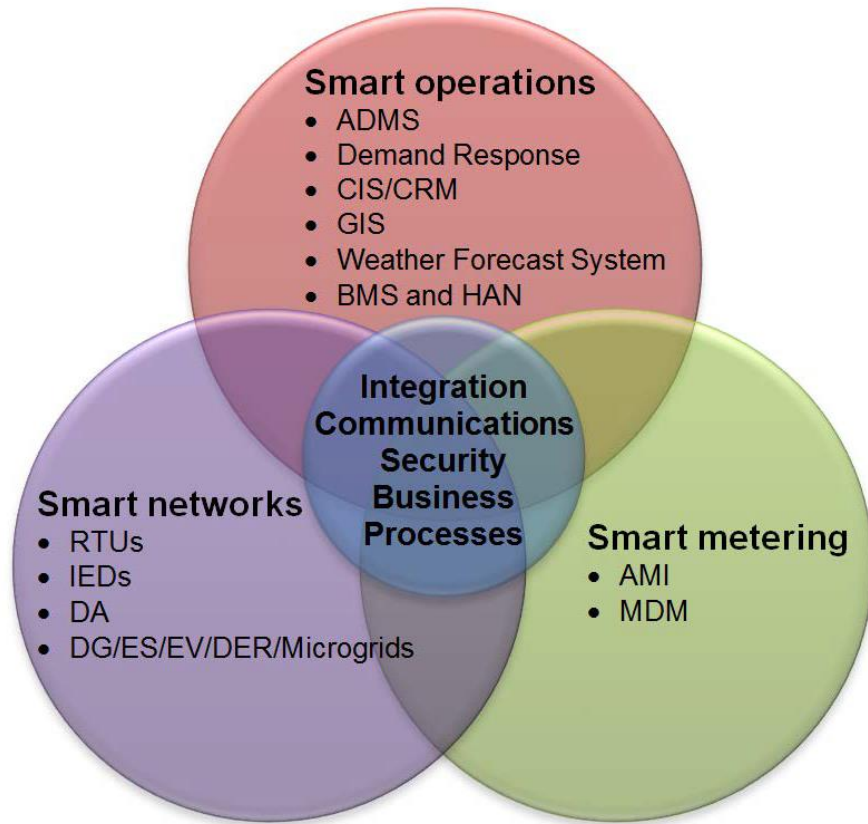 Smart operations
• ADMS
• Demand Response
• CIS/CRM
• GIS
• Weather Forecast System
• BMS and HAN
Integration
Communications
Security
Business
Processes
Smart networks
• RTUs
• IEDs
• DA
• DG/ES/EV/DER/Microgrids
Smart metering
• AMI
• MDM